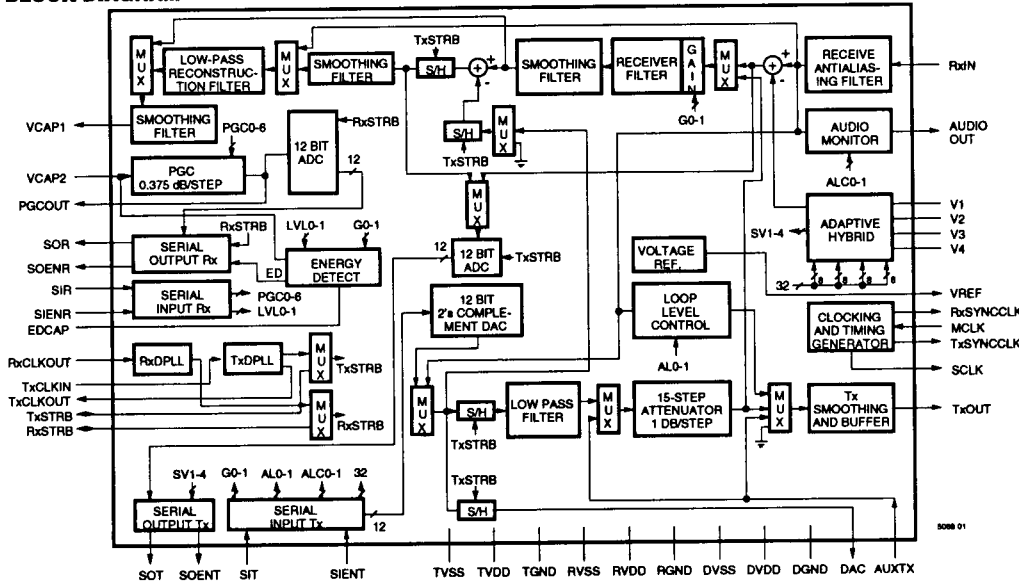 BLOCK DIAGRAM
TxSTRB
MUX
LOW-PASS
RECONSTRUC-
TION FILTER
MUX
SMOOTHING
FILTER
S/H
+
+
-
SMOOTHING
FILTER
RECEIVER
FILTER
GAIN
G0-1
MUX
+
+
-
RECEIVE
ANTIALIAS-
ING FILTER
RxIN
VCAP1
SMOOTHING
FILTER
PGC0-6
12 BIT
ADC
RxSTRB
12
S/H
TxSTRB
MUX
AUDIO
MONITOR
AUDIO
OUT
ALC0-1
VCAP2
PGC
0.375 dB/STEP
PGCOUT
MUX
V1
V2
V3
V4
ADAPTIVE
HYBRID
SV1-4
32
8
8
8
8
SOR
SOENR
SERIAL
OUTPUT Rx
RxSTRB
LVL0-1
G0-1
ED
ENERGY
DETECT
12
12 BIT
ADC
TxSTRB
VOLTAGE
REF.
VREF
SIR
SIENR
SERIAL
INPUT Rx
PGC0-6
LVL0-1
EDCAP
12 BIT
2's COMPLE-
MENT DAC
LOOP
LEVEL
CONTROL
AL0-1
CLOCKING
AND TIMING
GENERATOR
RxSYNCCLK
MCLK
TxSYNCCLK
SCLK
RxCLKOUT
RxDPLL
TxDPLL
MUX
TxSTRB
TxCLKIN
TxCLKOUT
TxSTRB
RxSTRB
MUX
RxSTRB
MUX
S/H
TxSTRB
LOW PASS
FILTER
MUX
15-STEP
ATTENUATOR
1 DB/STEP
MUX
Tx
SMOOTHING
AND BUFFER
TxOUT
SV1-4
G0-1
AL0-1
ALC0-1
32
TxSTRB
S/H
SERIAL
OUTPUT Tx
SERIAL
INPUT Tx
12
5088 01
SOT
SOENT
SIT
SIENT
TVSS
TVDD
TGND
RVSS
RVDD
RGND
DVSS
DVDD
DGND
DAC
AUXTX